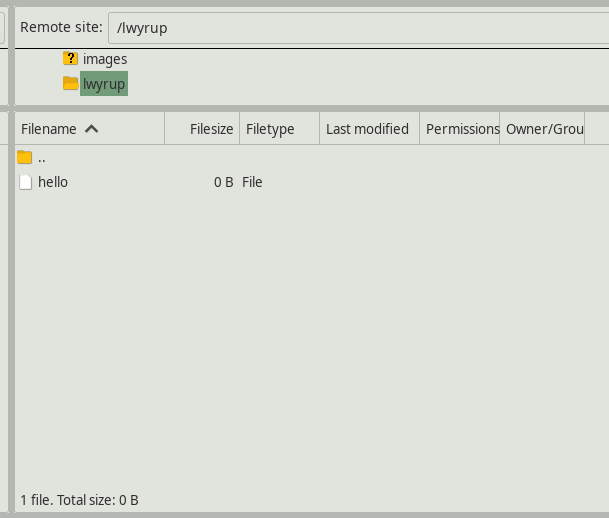 Remote site: /lwyrup
images
lwyrup
Filename Filesize Filetype Last modified Permissions Owner/Grou
..
hello 0 B File
1 file. Total size: 0 B